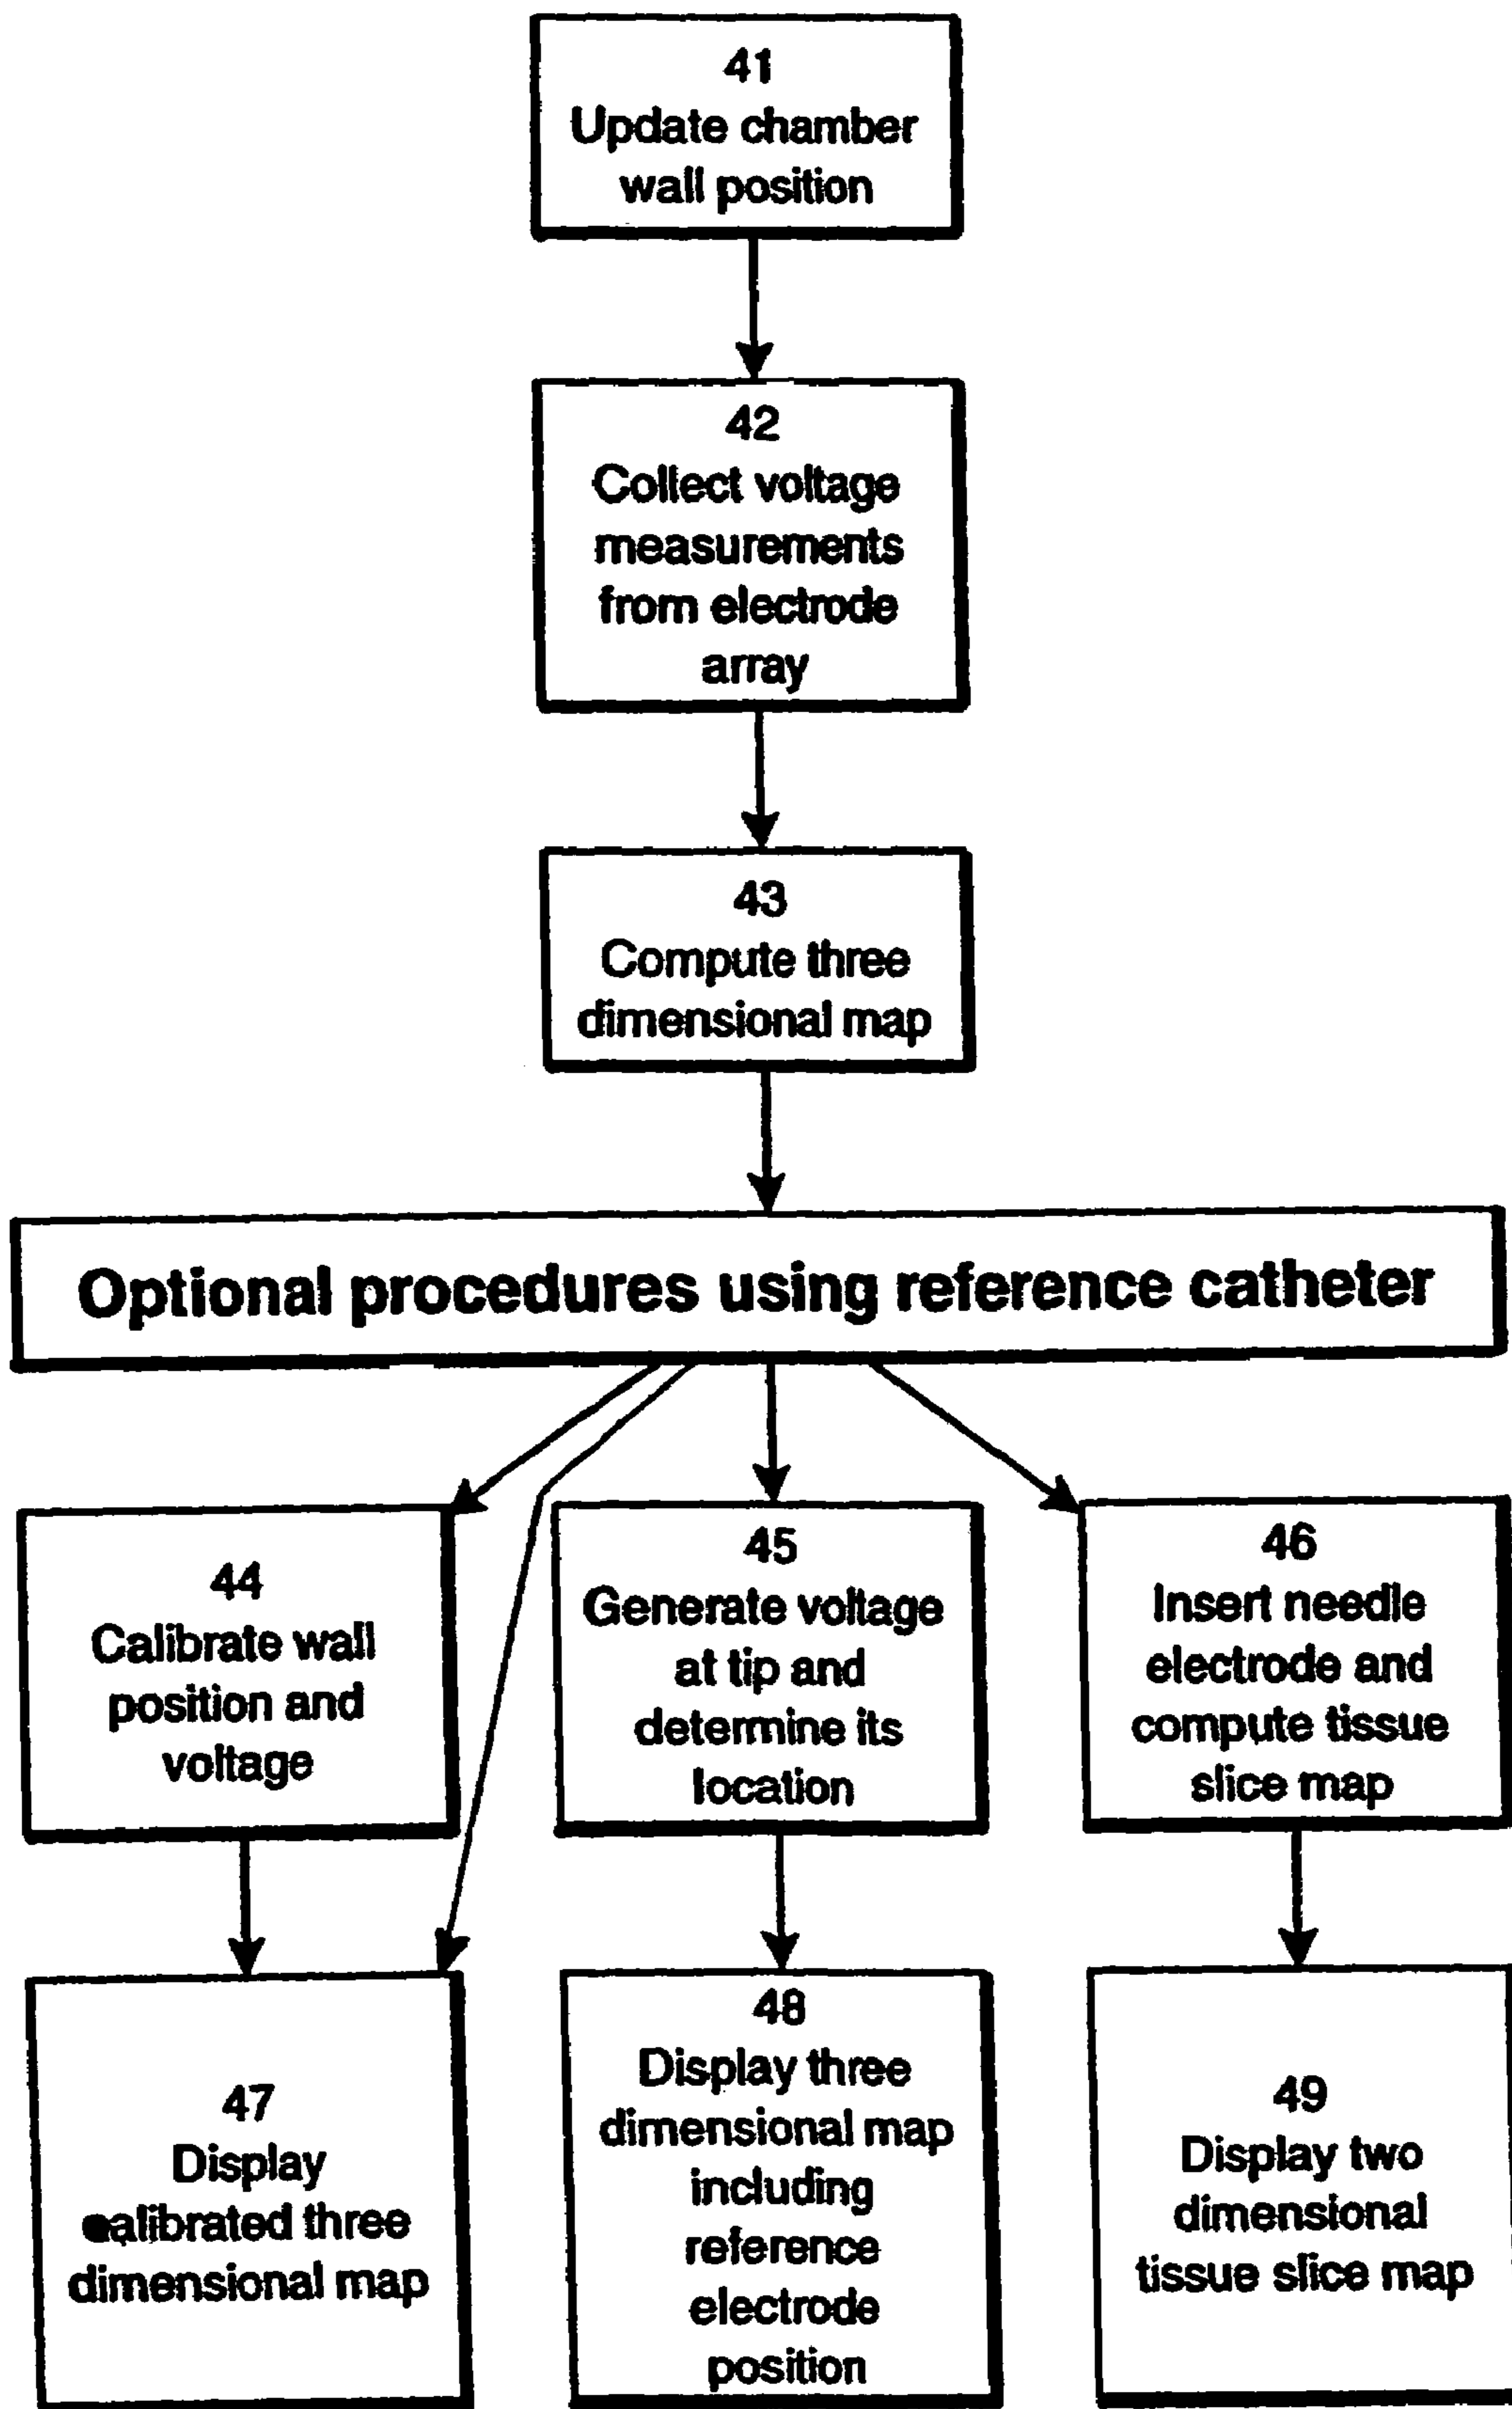 41
Update chamber
wall position
42
Collect voltage
measurements
from electrode
array
43
Compute three
dimensional map
Optional procedures using reference catheter
44
Calibrate wall
position and
voltage
45
Generate voltage
at tip and
determine its
location
46
Insert needle
electrode and
compute tissue
slice map
47
Display
calibrated three
dimensional map
48
Display three
dimensional map
including
reference
electrode
position
49
Display two
dimensional
tissue slice map